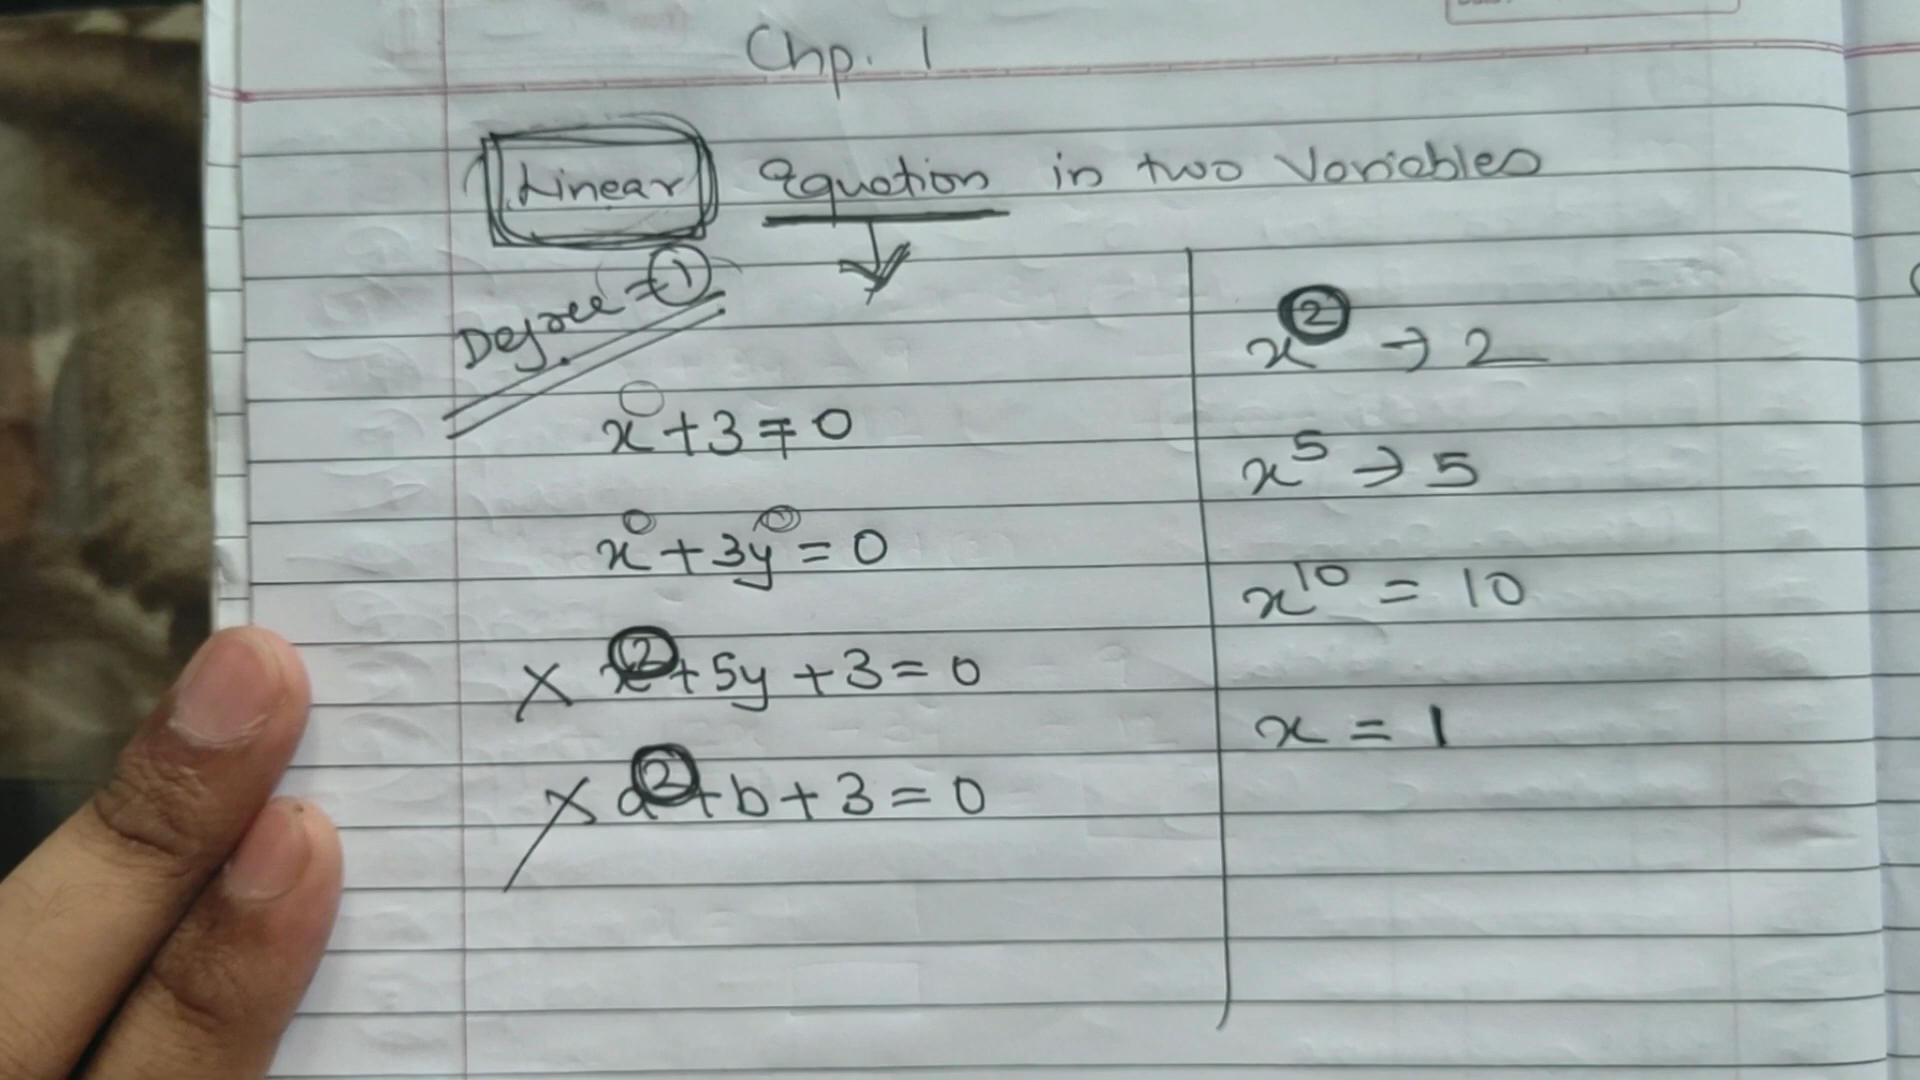 Chp. 1
Linear Equation in two Variables
Degree = 1
x + 3 = 0
x + 3y = 0
× x² + 5y + 3 = 0
× a² + b + 3 = 0
x² → 2
x⁵ → 5
x¹⁰ = 10
x = 1